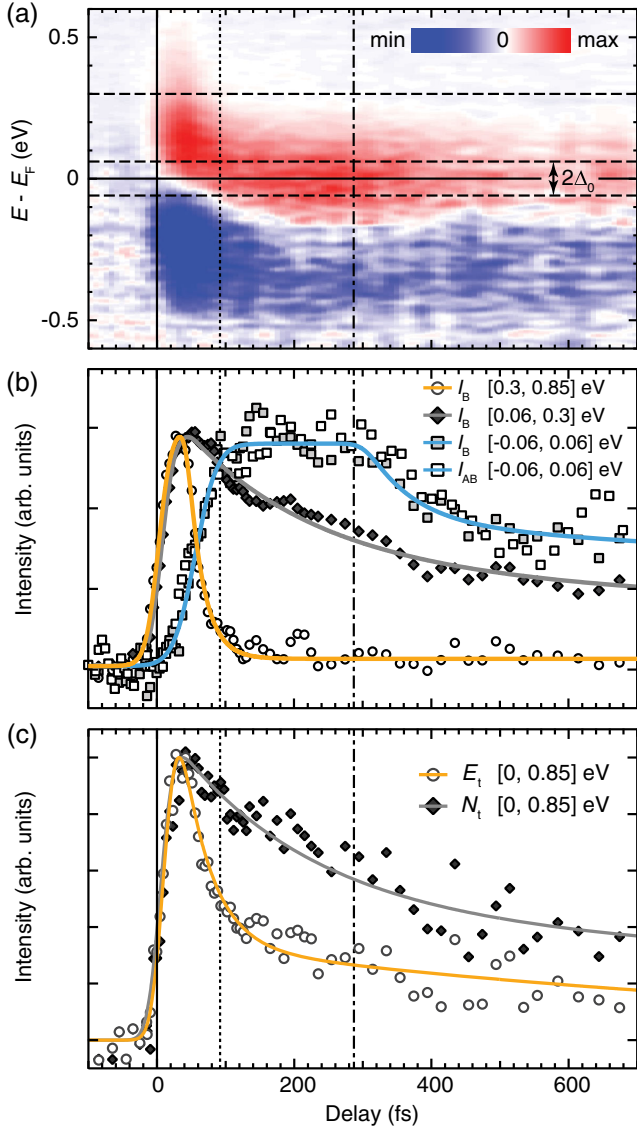 (a)
0.5
0
-0.5
E - E_F (eV)
min 0 max
2Δ_0
(b)
Intensity (arb. units)
I_B [0.3, 0.85] eV
I_B [0.06, 0.3] eV
I_B [-0.06, 0.06] eV
I_AB [-0.06, 0.06] eV
(c)
Intensity (arb. units)
E_t [0, 0.85] eV
N_t [0, 0.85] eV
0 200 400 600
Delay (fs)